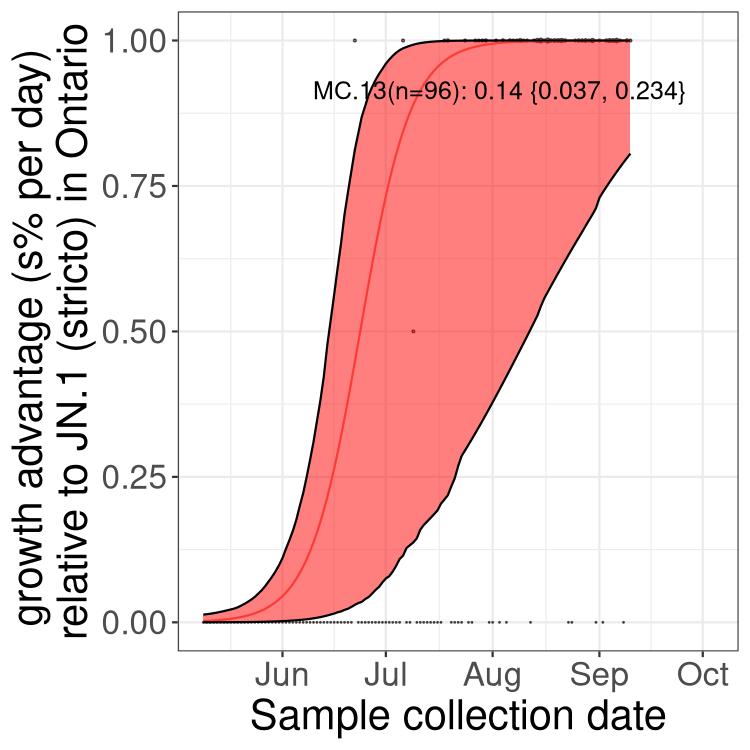 growth advantage (s% per day)
relative to JN.1 (stricto) in Ontario
1.00
0.75
0.50
0.25
0.00
MC.13(n=96): 0.14 {0.037, 0.234}
Jun Jul Aug Sep Oct
Sample collection date